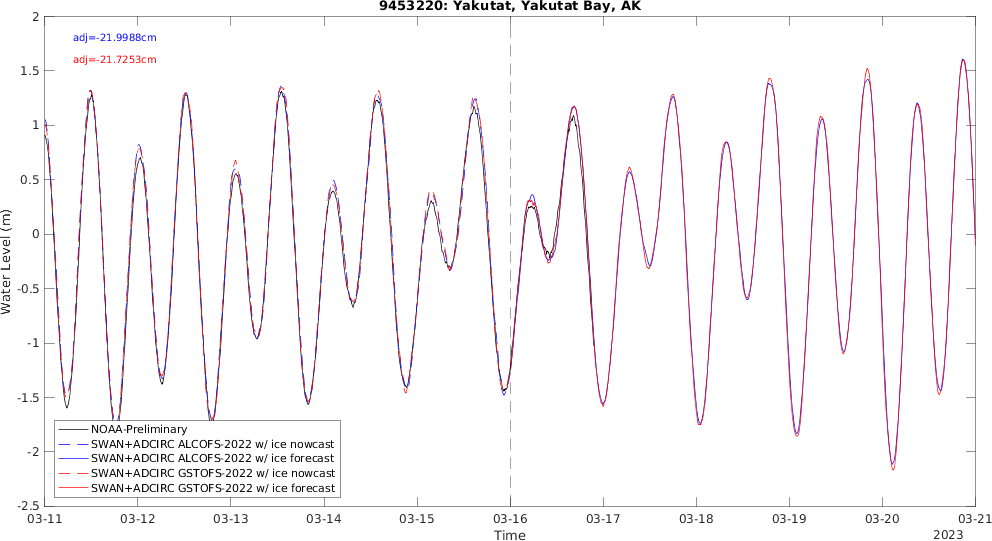 9453220: Yakutat, Yakutat Bay, AK
2
adj=-21.9988cm
adj=-21.7253cm
1.5
1
0.5
0
-0.5
-1
-1.5
-2
-2.5
Water Level (m)
NOAA-Preliminary
SWAN+ADCIRC ALCOFS-2022 w/ ice nowcast
SWAN+ADCIRC ALCOFS-2022 w/ ice forecast
SWAN+ADCIRC GSTOFS-2022 w/ ice nowcast
SWAN+ADCIRC GSTOFS-2022 w/ ice forecast
03-11 03-12 03-13 03-14 03-15 03-16 03-17 03-18 03-19 03-20 03-21
Time
2023